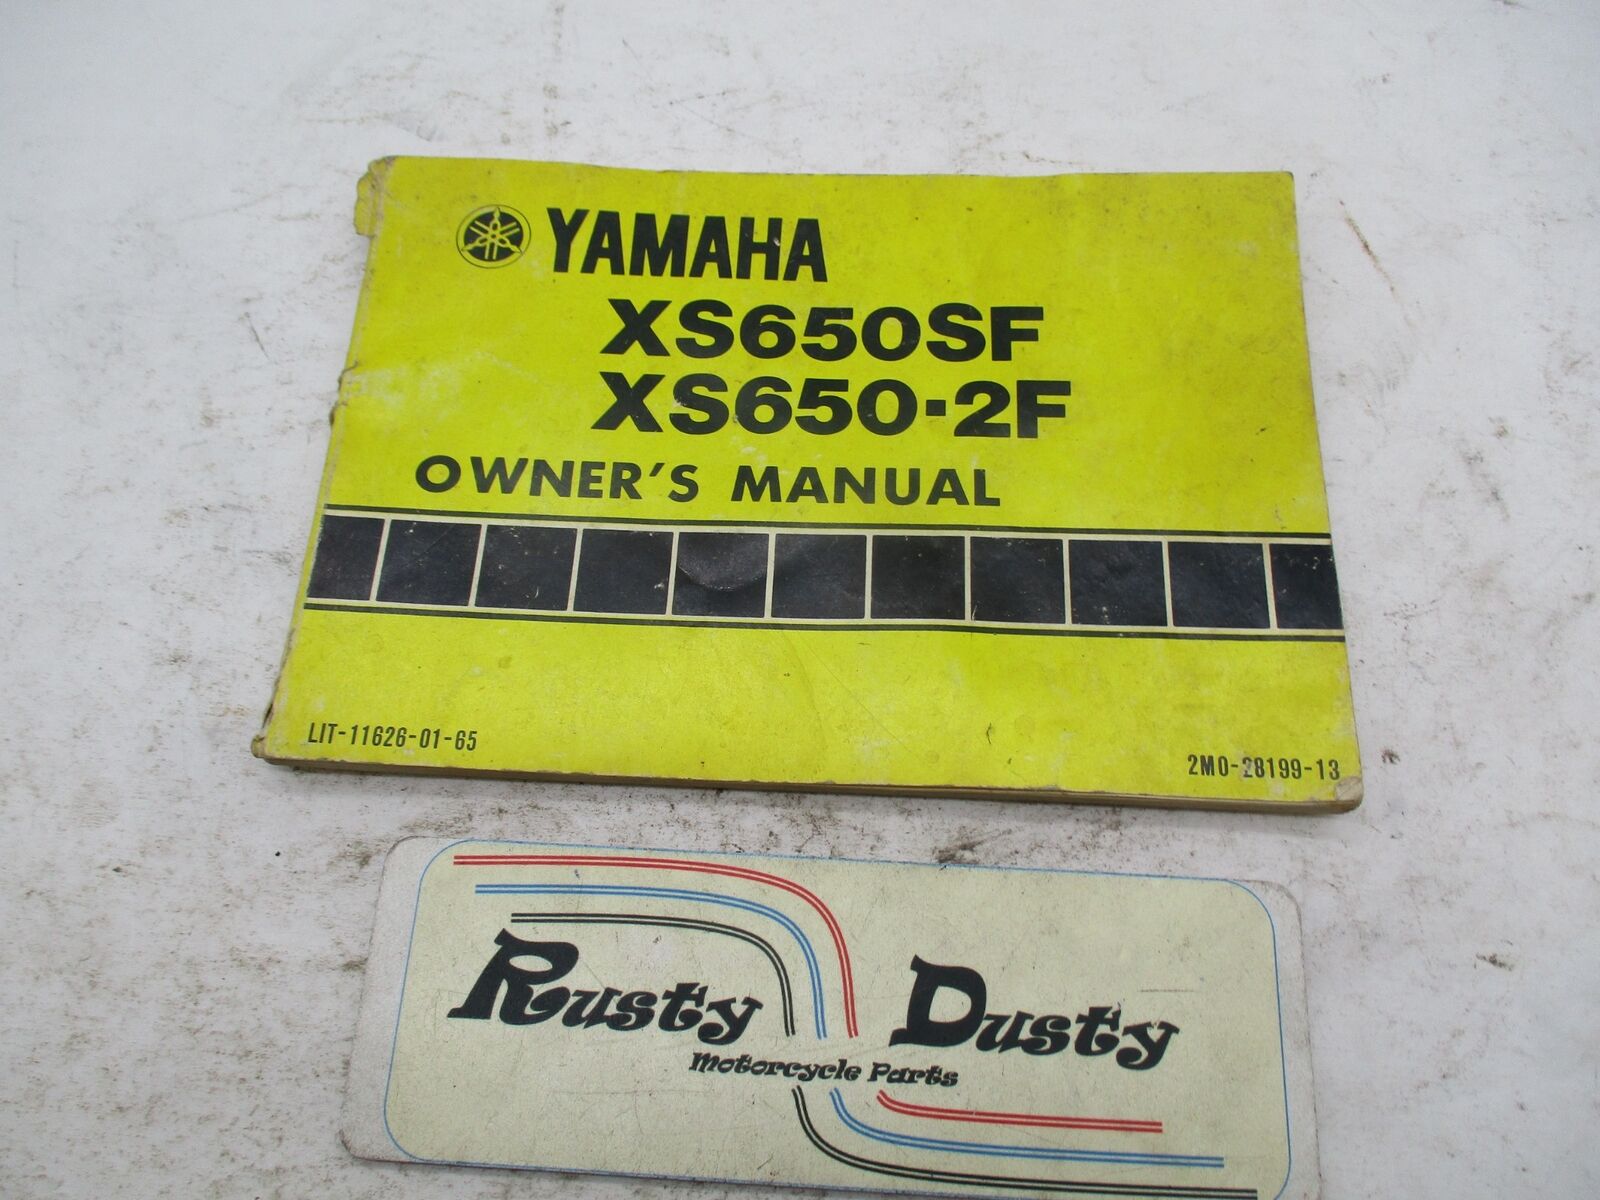 YAMAHA
XS650SF
XS650·2F
OWNER'S MANUAL
LIT-11626-01-65
2M0-28199-13
Rusty Dusty
Motorcycle Parts